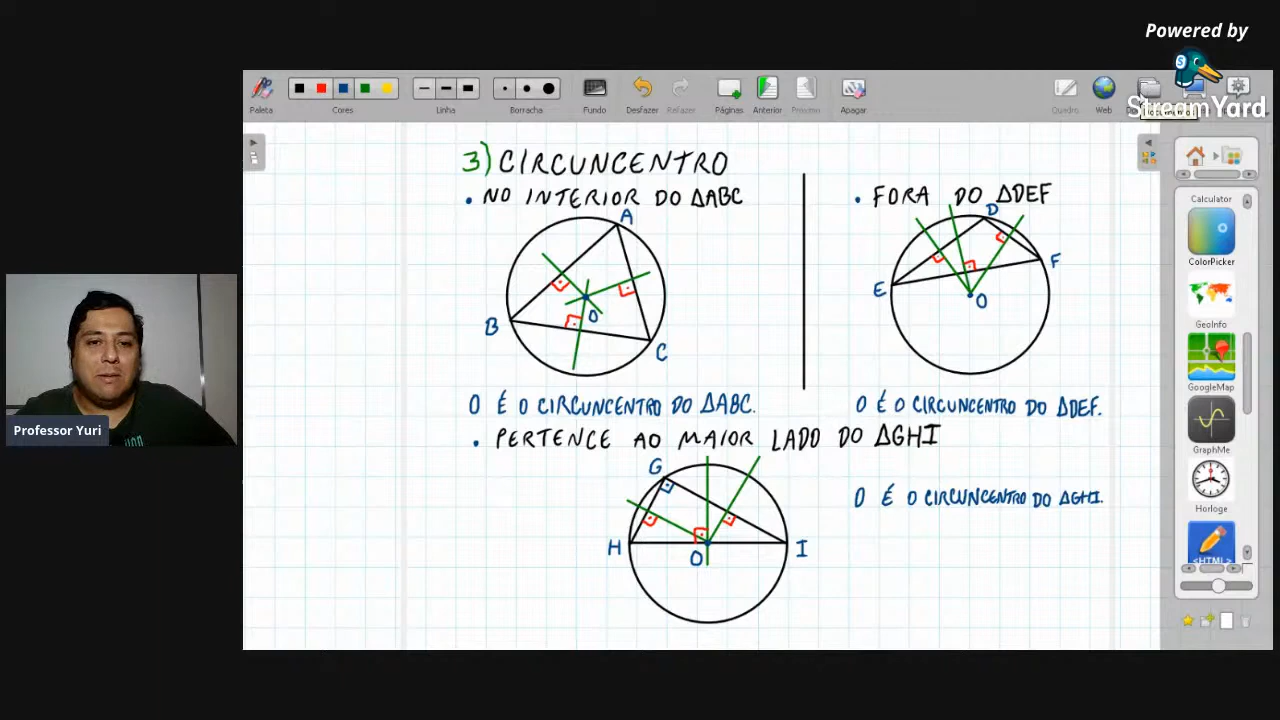 Powered by
S
StreamYard
Paleta
Cores
Linha
Borracha
Fundo
Desfazer
Refazer
Páginas
Anterior
Próximo
Apagar
Quadro
Web
3) CIRCUNCENTRO
• NO INTERIOR DO ΔABC
A
B
C
O
O É O CIRCUNCENTRO DO ΔABC.
• FORA DO ΔDEF
D
E
F
O
O É O CIRCUNCENTRO DO ΔDEF.
• PERTENCE AO MAIOR LADO DO ΔGHI
G
H
I
O
O É O CIRCUNCENTRO DO ΔGHI.
Professor Yuri
Calculator
ColorPicker
GeoInfo
GoogleMap
GraphMe
Horloge
<HTML>